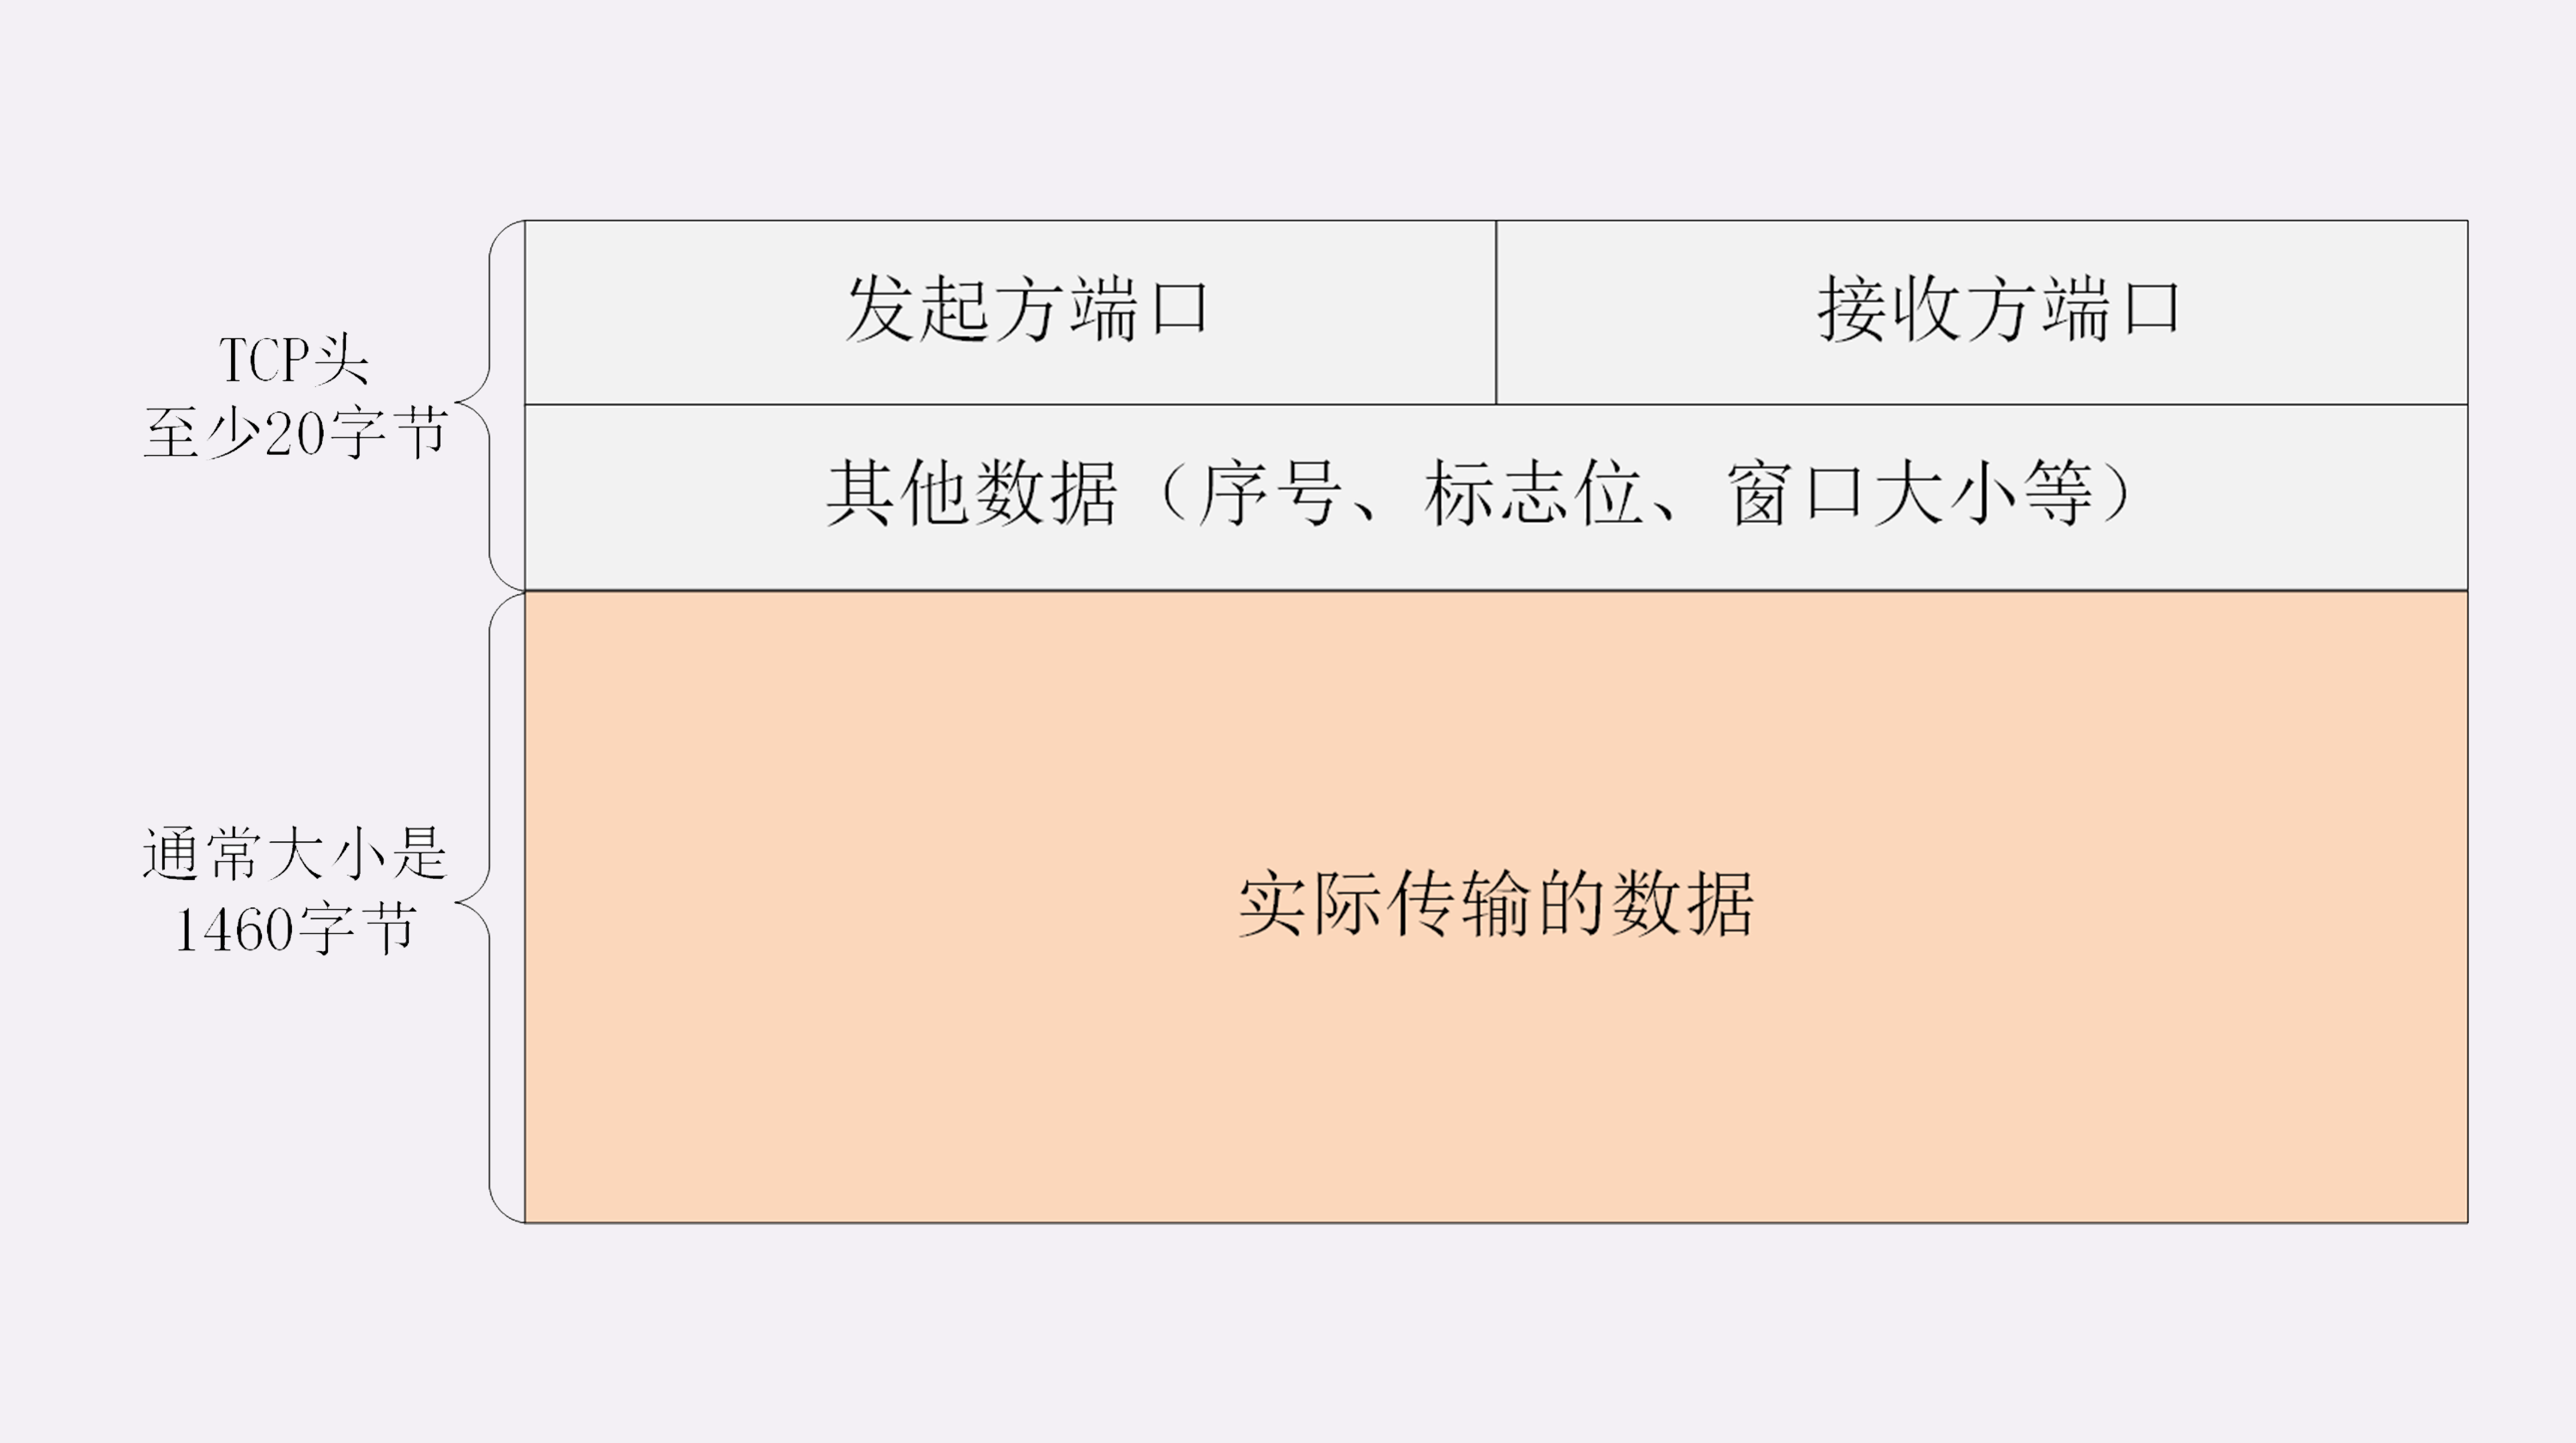 发起方端口
接收方端口
TCP头
至少20字节
其他数据（序号、标志位、窗口大小等）
通常大小是
1460字节
实际传输的数据